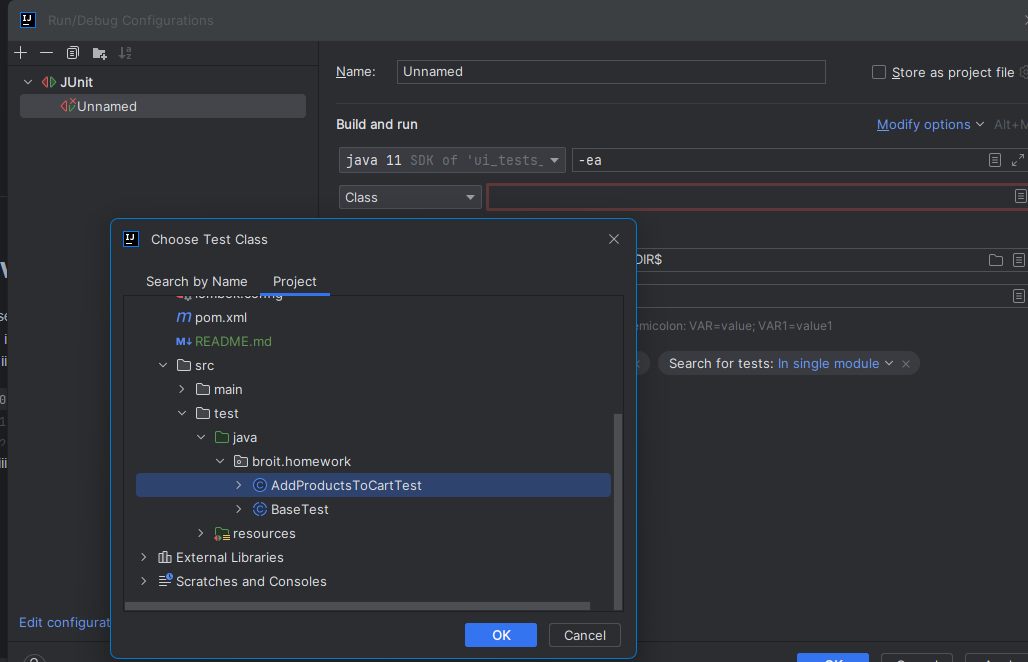 Run/Debug Configurations
JUnit
Unnamed
Name: Unnamed
Store as project file
Build and run
Modify options Alt+M
java 11 SDK of 'ui_tests_ -ea
Class
DIR$
emicolon: VAR=value; VAR1=value1
Search for tests: In single module
Choose Test Class
Search by Name Project
lombok.config
pom.xml
README.md
src
main
test
java
broit.homework
AddProductsToCartTest
BaseTest
resources
External Libraries
Scratches and Consoles
OK Cancel
Edit configurat
OK